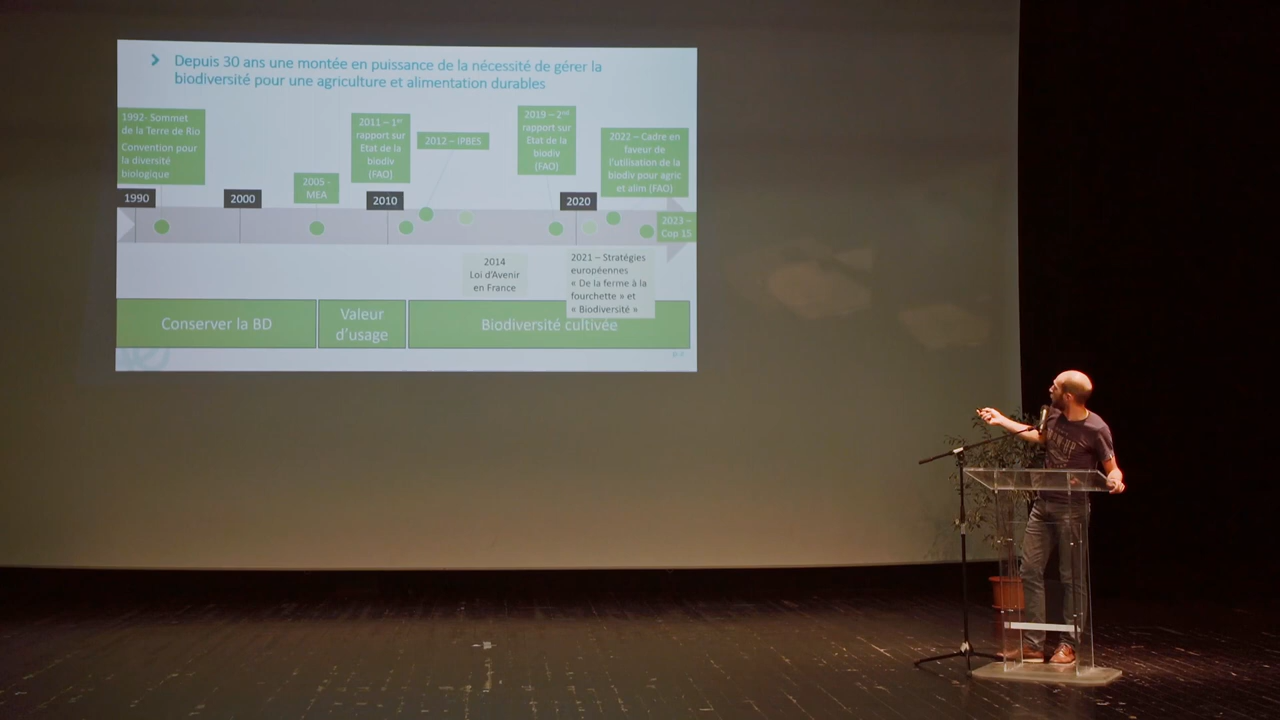 Depuis 30 ans une montée en puissance de la nécessité de gérer la
biodiversité pour une agriculture et alimentation durables
1992- Sommet
de la Terre de Rio
Convention pour
la diversité
biologique
2011 – 1er
rapport sur
Etat de la
biodiv
(FAO)
2012 – IPBES
2019 – 2nd
rapport sur
Etat de la
biodiv
(FAO)
2022 – Cadre en
faveur de
l'utilisation de la
biodiv pour agric
et alim (FAO)
2005 -
MEA
1990
2000
2010
2020
2023 –
Cop 15
2014
Loi d'Avenir
en France
2021 – Stratégies
européennes
« De la ferme à la
fourchette » et
« Biodiversité »
Conserver la BD
Valeur
d'usage
Biodiversité cultivée